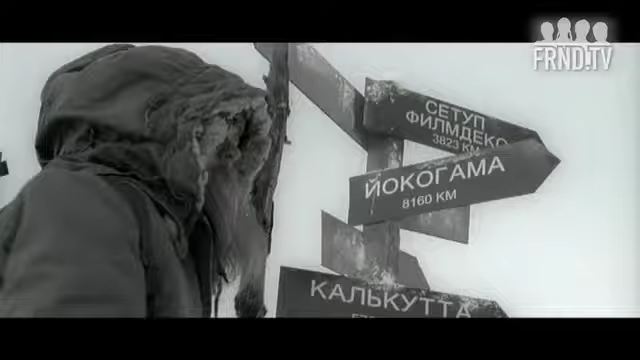 FRND.TV
СЕТУП
ФИЛМДЕКО
3823 КМ
ЙОКОГАМА
8160 КМ
КАЛЬКУТТА